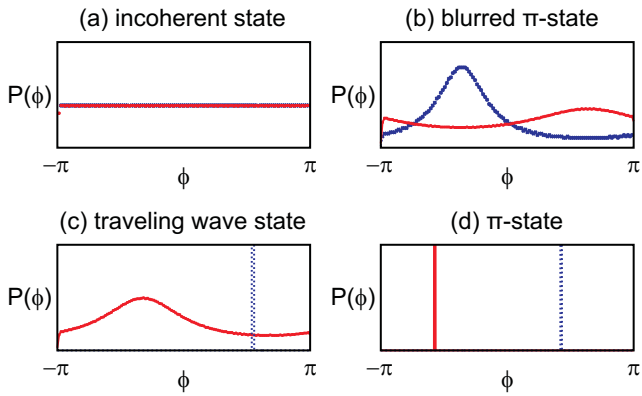 (a) incoherent state
(b) blurred π-state
P(ϕ)
P(ϕ)
−π
ϕ
π
−π
ϕ
π
(c) traveling wave state
(d) π-state
P(ϕ)
P(ϕ)
−π
ϕ
π
−π
ϕ
π